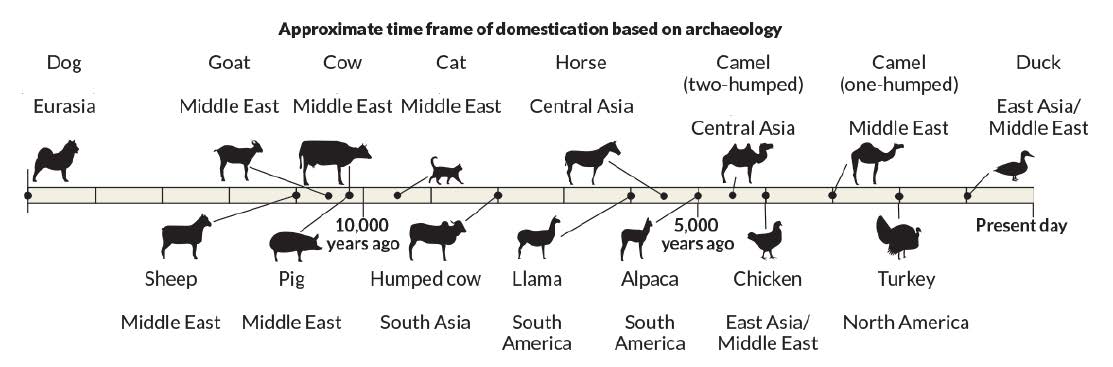 Approximate time frame of domestication based on archaeology
Dog
Eurasia
Goat
Middle East
Cow
Middle East
Cat
Middle East
Horse
Central Asia
Camel
(two-humped)
Central Asia
Camel
(one-humped)
Middle East
Duck
East Asia/
Middle East
10,000
years ago
5,000
years ago
Present day
Sheep
Middle East
Pig
Middle East
Humped cow
South Asia
Llama
South
America
Alpaca
South
America
Chicken
East Asia/
Middle East
Turkey
North America